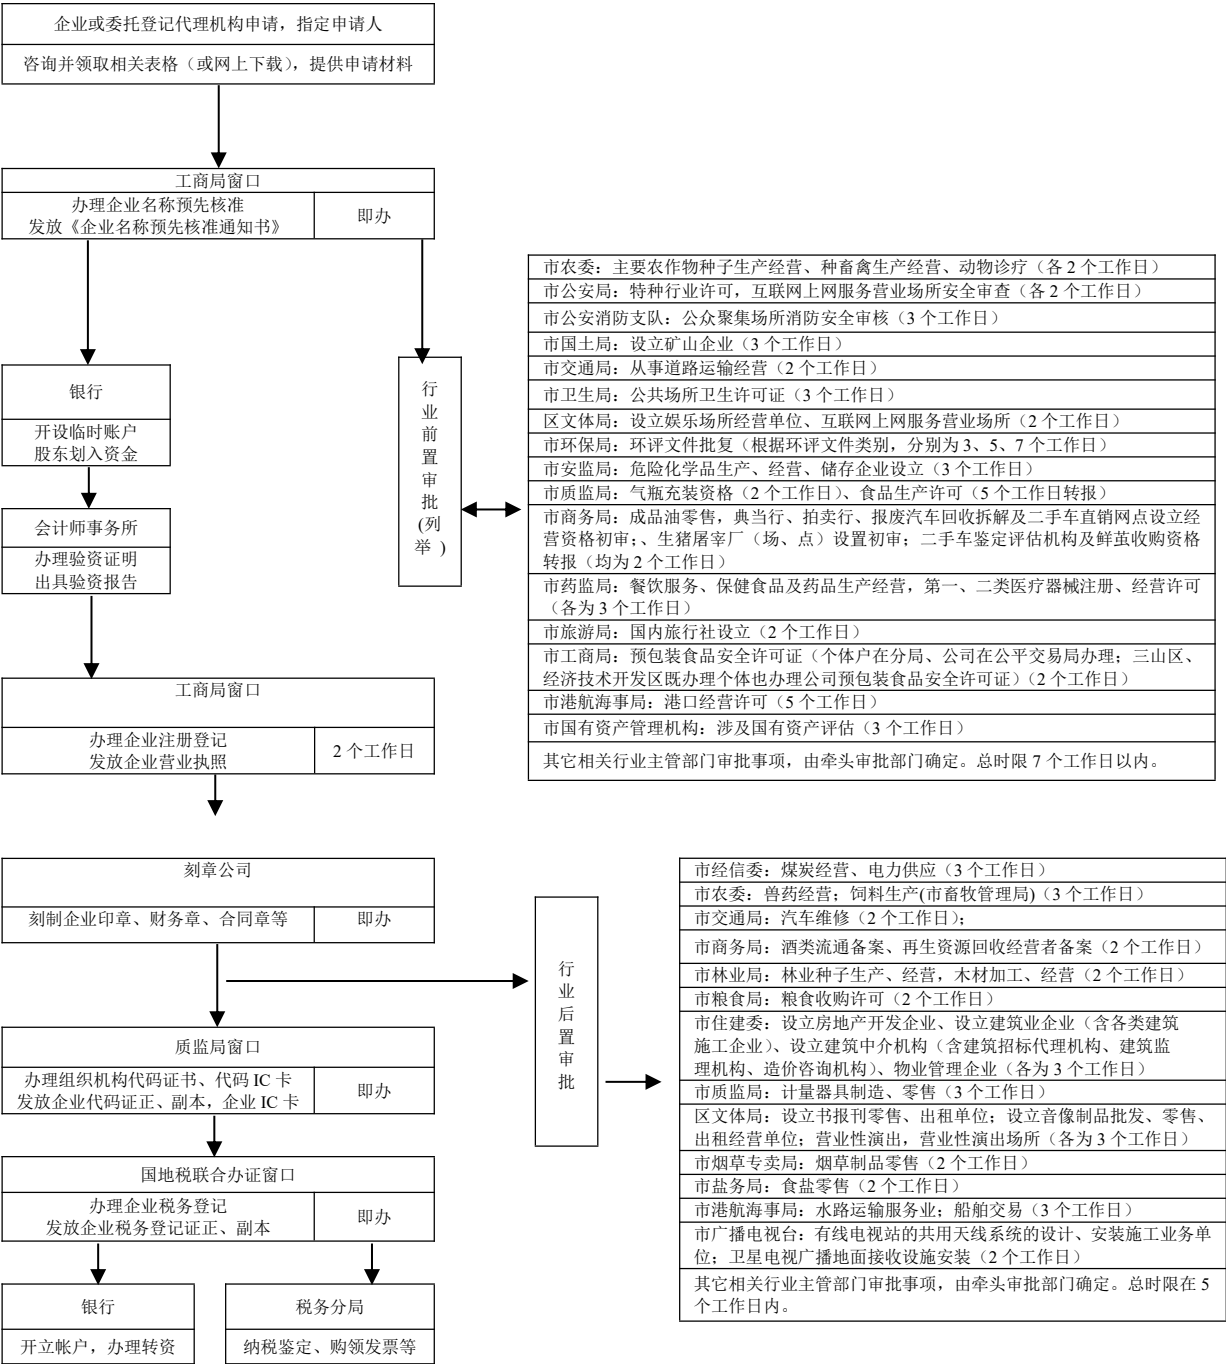 企业或委托登记代理机构申请，指定申请人
咨询并领取相关表格（或网上下载），提供申请材料
工商局窗口
办理企业名称预先核准
发放《企业名称预先核准通知书》
即办
银行
开设临时账户
股东划入资金
会计师事务所
办理验资证明
出具验资报告
行
业
前
置
审
批
(列
举 )
市农委：主要农作物种子生产经营、种畜禽生产经营、动物诊疗（各 2 个工作日）
市公安局：特种行业许可，互联网上网服务营业场所安全审查（各 2 个工作日）
市公安消防支队：公众聚集场所消防安全审核（3 个工作日）
市国土局：设立矿山企业（3 个工作日）
市交通局：从事道路运输经营（2 个工作日）
市卫生局：公共场所卫生许可证（3 个工作日）
区文体局：设立娱乐场所经营单位、互联网上网服务营业场所（2 个工作日）
市环保局：环评文件批复（根据环评文件类别，分别为 3、5、7 个工作日）
市安监局：危险化学品生产、经营、储存企业设立（3 个工作日）
市质监局：气瓶充装资格（2 个工作日）、食品生产许可（5 个工作日转报）
市商务局：成品油零售，典当行、拍卖行、报废汽车回收拆解及二手车直销网点设立经
营资格初审；、生猪屠宰厂（场、点）设置初审；二手车鉴定评估机构及鲜茧收购资格
转报（均为 2 个工作日）
市药监局：餐饮服务、保健食品及药品生产经营，第一、二类医疗器械注册、经营许可
（各为 3 个工作日）
市旅游局：国内旅行社设立（2 个工作日）
市工商局：预包装食品安全许可证（个体户在分局、公司在公平交易局办理；三山区、
经济技术开发区既办理个体也办理公司预包装食品安全许可证）（2 个工作日）
市港航海事局：港口经营许可（5 个工作日）
市国有资产管理机构：涉及国有资产评估（3 个工作日）
其它相关行业主管部门审批事项，由牵头审批部门确定。总时限 7 个工作日以内。
工商局窗口
办理企业注册登记
发放企业营业执照
2 个工作日
刻章公司
刻制企业印章、财务章、合同章等
即办
质监局窗口
办理组织机构代码证书、代码 IC 卡
发放企业代码证正、副本，企业 IC 卡
即办
国地税联合办证窗口
办理企业税务登记
发放企业税务登记证正、副本
即办
银行
开立帐户，办理转资
税务分局
纳税鉴定、购领发票等
行
业
后
置
审
批
市经信委：煤炭经营、电力供应（3 个工作日）
市农委：兽药经营；饲料生产(市畜牧管理局)（3 个工作日）
市交通局：汽车维修（2 个工作日）；
市商务局：酒类流通备案、再生资源回收经营者备案（2 个工作日）
市林业局：林业种子生产、经营，木材加工、经营（2 个工作日）
市粮食局：粮食收购许可（2 个工作日）
市住建委：设立房地产开发企业、设立建筑业企业（含各类建筑
施工企业）、设立建筑中介机构（含建筑招标代理机构、建筑监
理机构、造价咨询机构）、物业管理企业（各为 3 个工作日）
市质监局：计量器具制造、零售（3 个工作日）
区文体局：设立书报刊零售、出租单位；设立音像制品批发、零售、
出租经营单位；营业性演出，营业性演出场所（各为 3 个工作日）
市烟草专卖局：烟草制品零售（2 个工作日）
市盐务局：食盐零售（2 个工作日）
市港航海事局：水路运输服务业；船舶交易（3 个工作日）
市广播电视台：有线电视站的共用天线系统的设计、安装施工业务单
位；卫星电视广播地面接收设施安装（2 个工作日）
其它相关行业主管部门审批事项，由牵头审批部门确定。总时限在 5
个工作日内。